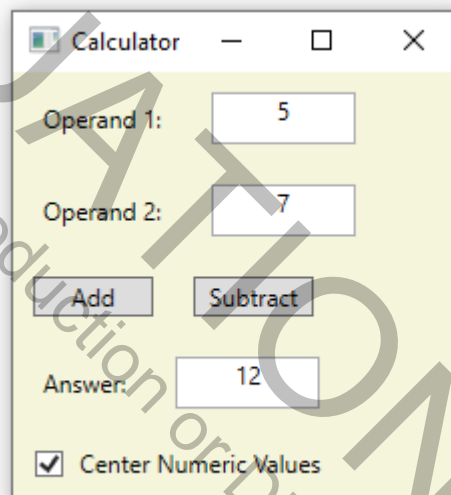 Calculator
Operand 1: 5
Operand 2: 7
Add Subtract
Answer: 12
Center Numeric Values